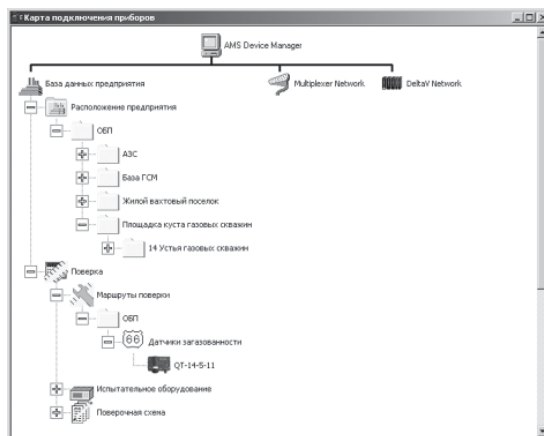 Карта подключения приборов
AMS Device Manager
База данных предприятия
Multiplexer Network
DeltaV Network
Расположение предприятия
ОБП
АЗС
База ГСМ
Жилой вахтовый поселок
Площадка куста газовых скважин
14 Устья газовых скважин
Поверка
Маршруты поверки
ОБП
66
Датчики загазованности
QT-14-5-11
Испытательное оборудование
Поверочная схема